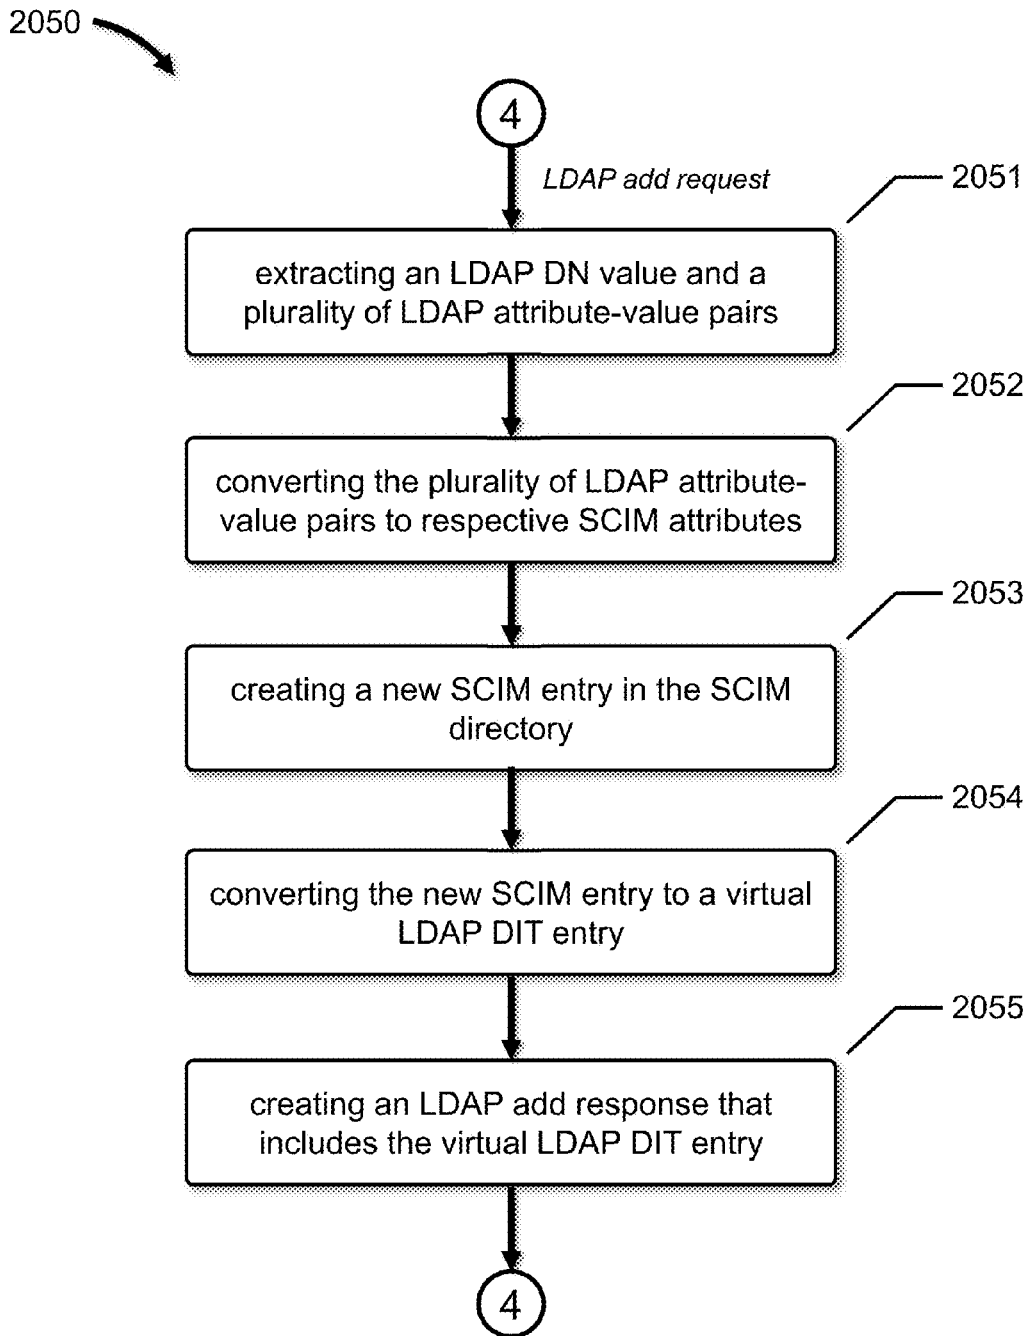 2050
4
LDAP add request
2051
extracting an LDAP DN value and a
plurality of LDAP attribute-value pairs
2052
converting the plurality of LDAP attribute-
value pairs to respective SCIM attributes
2053
creating a new SCIM entry in the SCIM
directory
2054
converting the new SCIM entry to a virtual
LDAP DIT entry
2055
creating an LDAP add response that
includes the virtual LDAP DIT entry
4